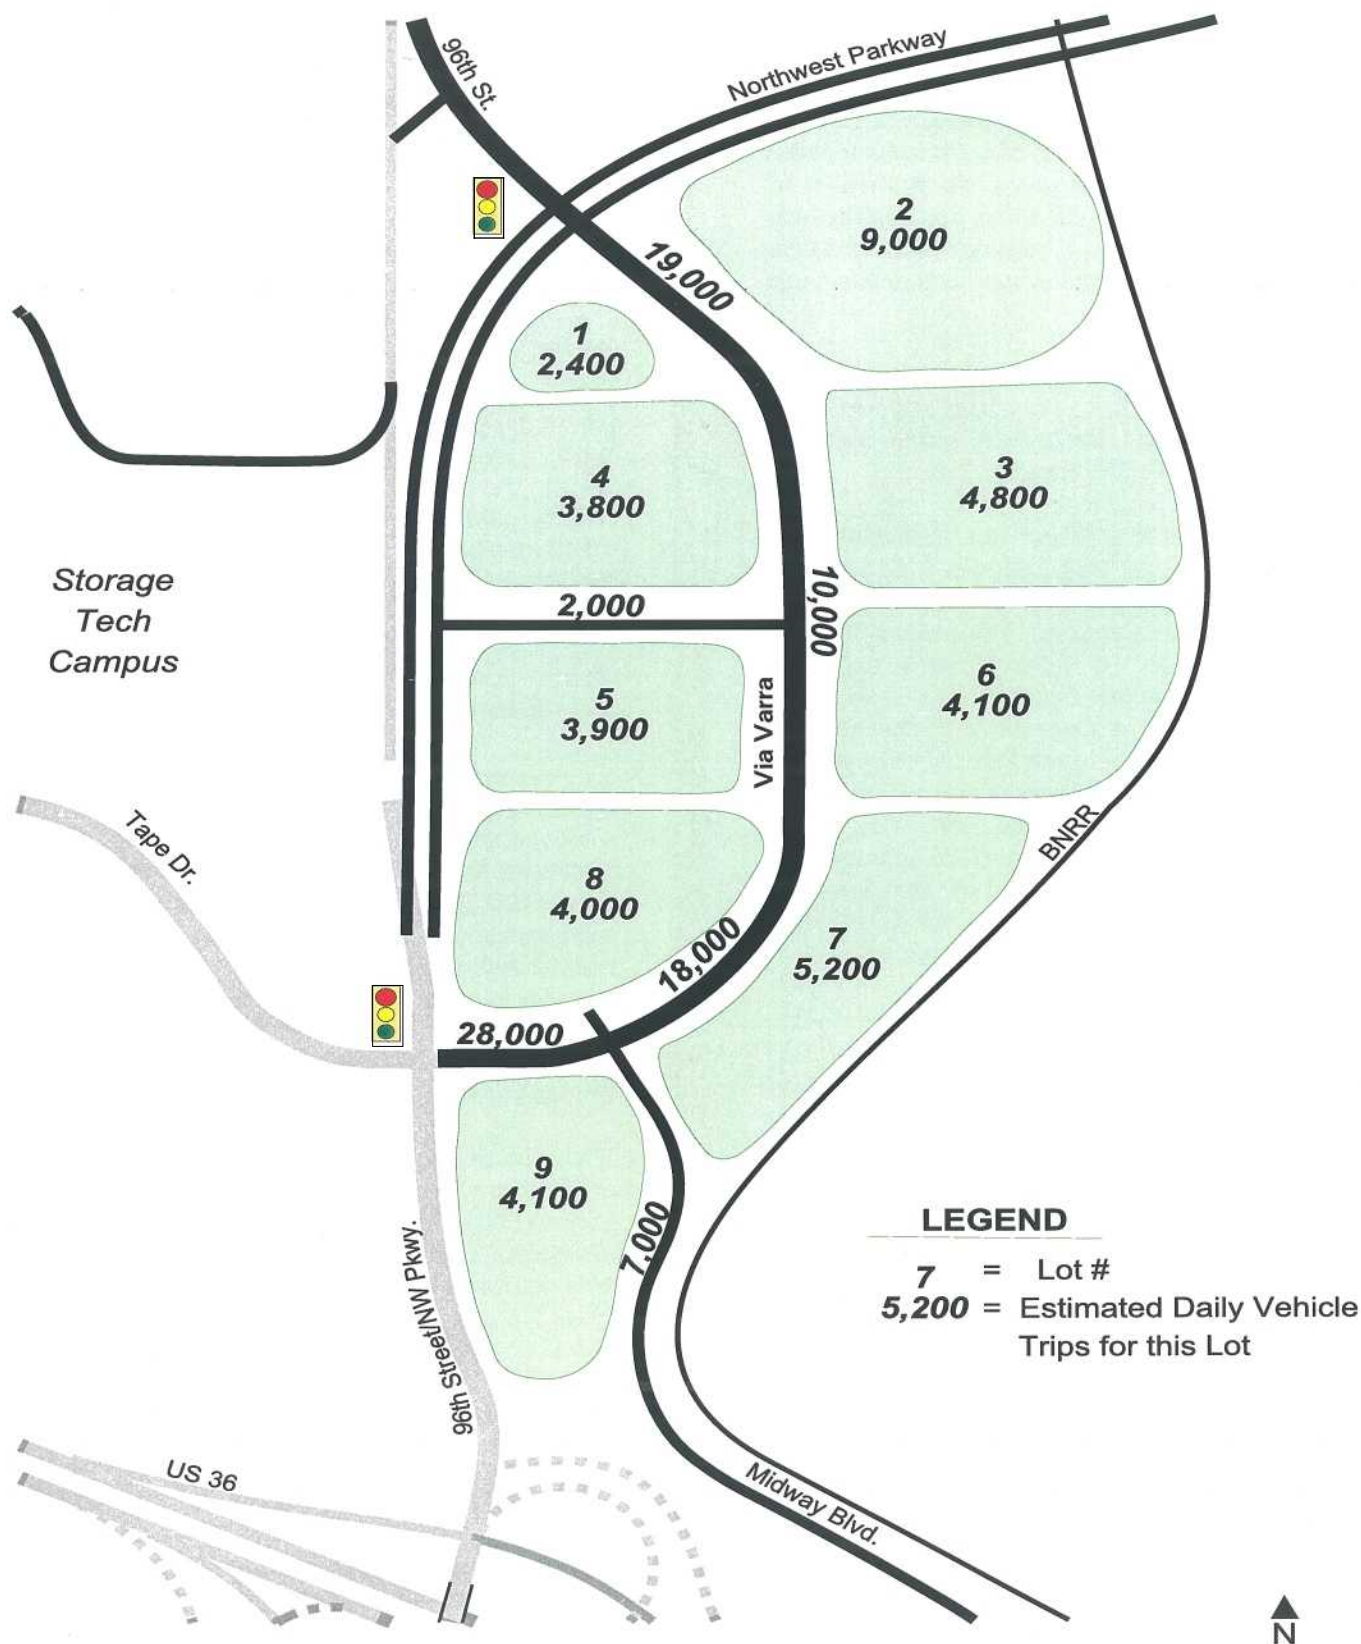 96th St.
Northwest Parkway
2
9,000
19,000
1
2,400
4
3,800
3
4,800
Storage
Tech
Campus
2,000
10,000
5
3,900
Via Varra
6
4,100
Tape Dr.
BNRR
8
4,000
18,000
7
5,200
28,000
9
4,100
7,000
96th Street/NW Pkwy.
LEGEND
7 = Lot #
5,200 = Estimated Daily Vehicle
Trips for this Lot
US 36
Midway Blvd.
N